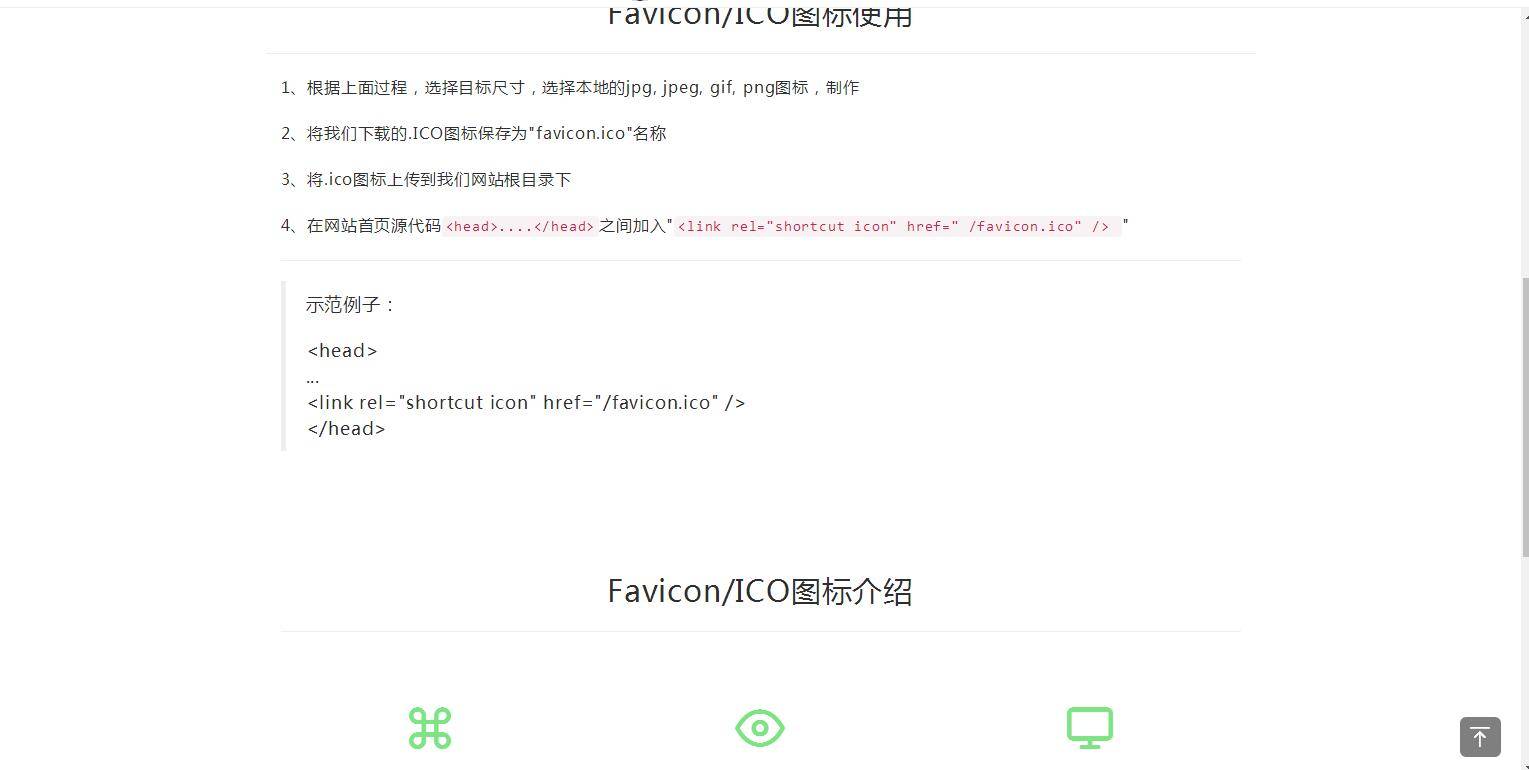 Favicon/ICO图标使用
1、根据上面过程，选择目标尺寸，选择本地的jpg, jpeg, gif, png图标，制作
2、将我们下载的.ICO图标保存为"favicon.ico"名称
3、将.ico图标上传到我们网站根目录下
4、在网站首页源代码<head>....</head>之间加入"<link rel="shortcut icon" href=" /favicon.ico" /> "
示范例子：
<head>
...
<link rel="shortcut icon" href="/favicon.ico" />
</head>
Favicon/ICO图标介绍